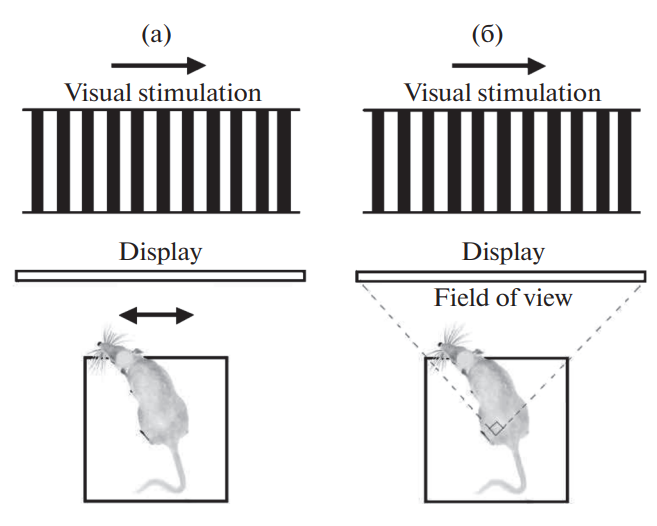 (а)
Visual stimulation
Display
(б)
Visual stimulation
Display
Field of view